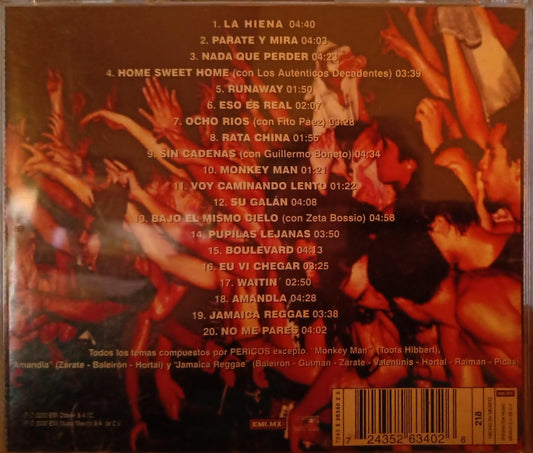 1. LA HIENA 04:40
2. PARATE Y MIRA 04:03
3. NADA QUE PERDER 04:23
4. HOME SWEET HOME (con Los Auténticos Decadentes) 03:39
5. RUNAWAY 01:50
6. ESO ES REAL 02:07
7. OCHO RIOS (con Fito Paez) 03:28
8. RATA CHINA 01:55
9. SIN CADENAS (con Guillermo Boneto) 04:34
10. MONKEY MAN 01:21
11. VOY CAMINANDO LENTO 01:22
12. SU GALÁN 04:08
13. BAJO EL MISMO CIELO (con Zeta Bossio) 04:58
14. PUPILAS LEJANAS 03:50
15. BOULEVARD 04:13
16. EU VI CHEGAR 03:25
17. WAITIN' 02:50
18. AMANDLA 04:28
19. JAMAICA REGGAE 03:38
20. NO ME PARES 04:02
Todos los temas compuestos por PERICOS excepto, "Monkey Man" (Toots Hibbert),
"Amandla" (Zárate - Baleiron - Hortal) y "Jamaica Reggae" (Baleiron - Guitman - Zárate - Valentinis - Hortal - Raiman - Picas)
EMI.MX
218
7 24352 63402 6